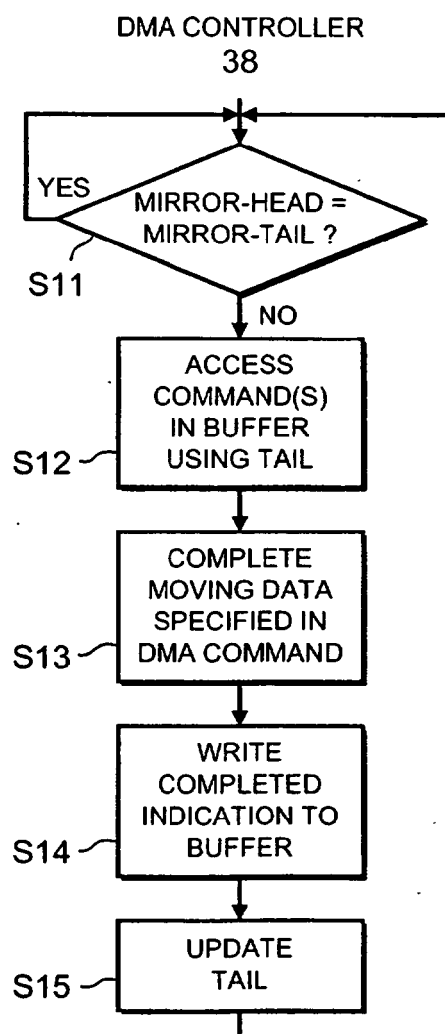 DMA CONTROLLER
38
YES
MIRROR-HEAD =
MIRROR-TAIL ?
S11
NO
ACCESS
COMMAND(S)
IN BUFFER
USING TAIL
S12
COMPLETE
MOVING DATA
SPECIFIED IN
DMA COMMAND
S13
WRITE
COMPLETED
INDICATION TO
BUFFER
S14
UPDATE
TAIL
S15